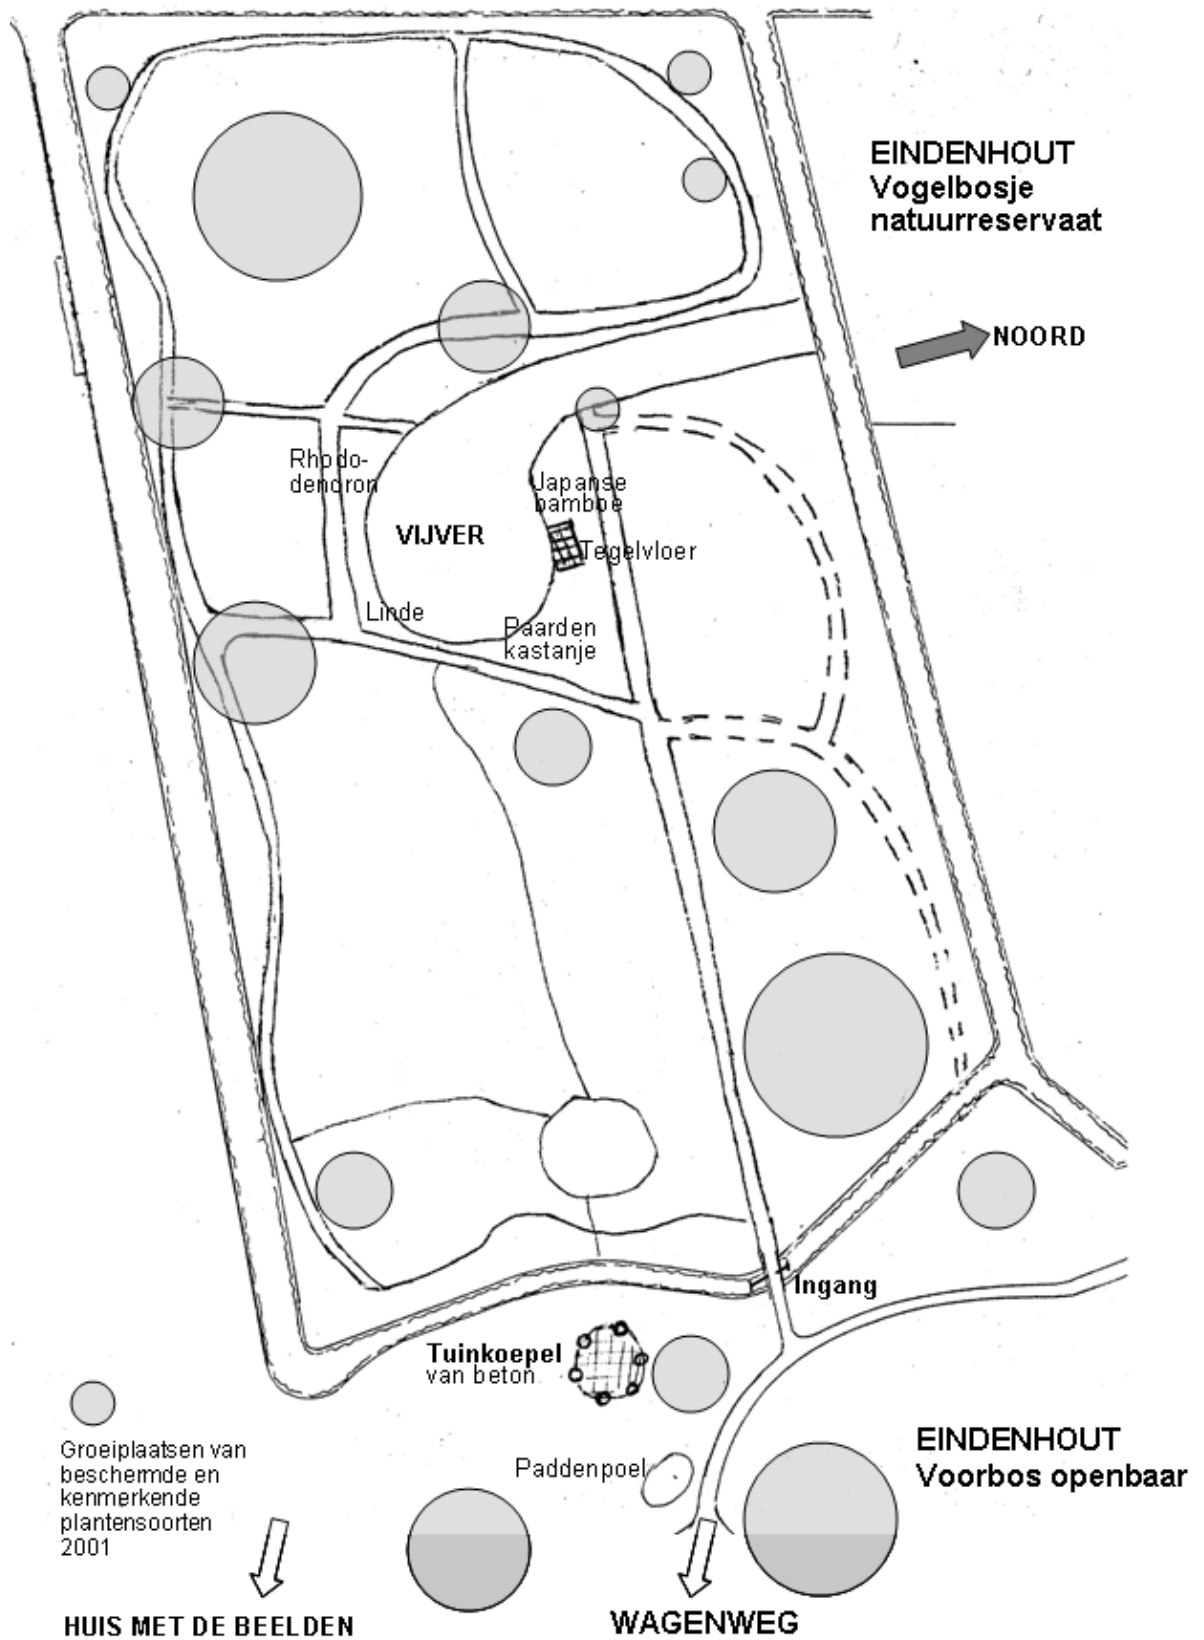 EINDENHOUT
Vogelbosje
natuurreservaat
NOORD
Rhodo-
dendron
Japanse
bamboe
VIJVER
Tegelvloer
Linde
Paarden
kastanje
Ingang
Tuinkoepel
van beton
EINDENHOUT
Voorbos openbaar
Paddenpoel
Groeiplaatsen van
beschermde en
kenmerkende
plantensoorten
2001
HUIS MET DE BEELDEN
WAGENWEG